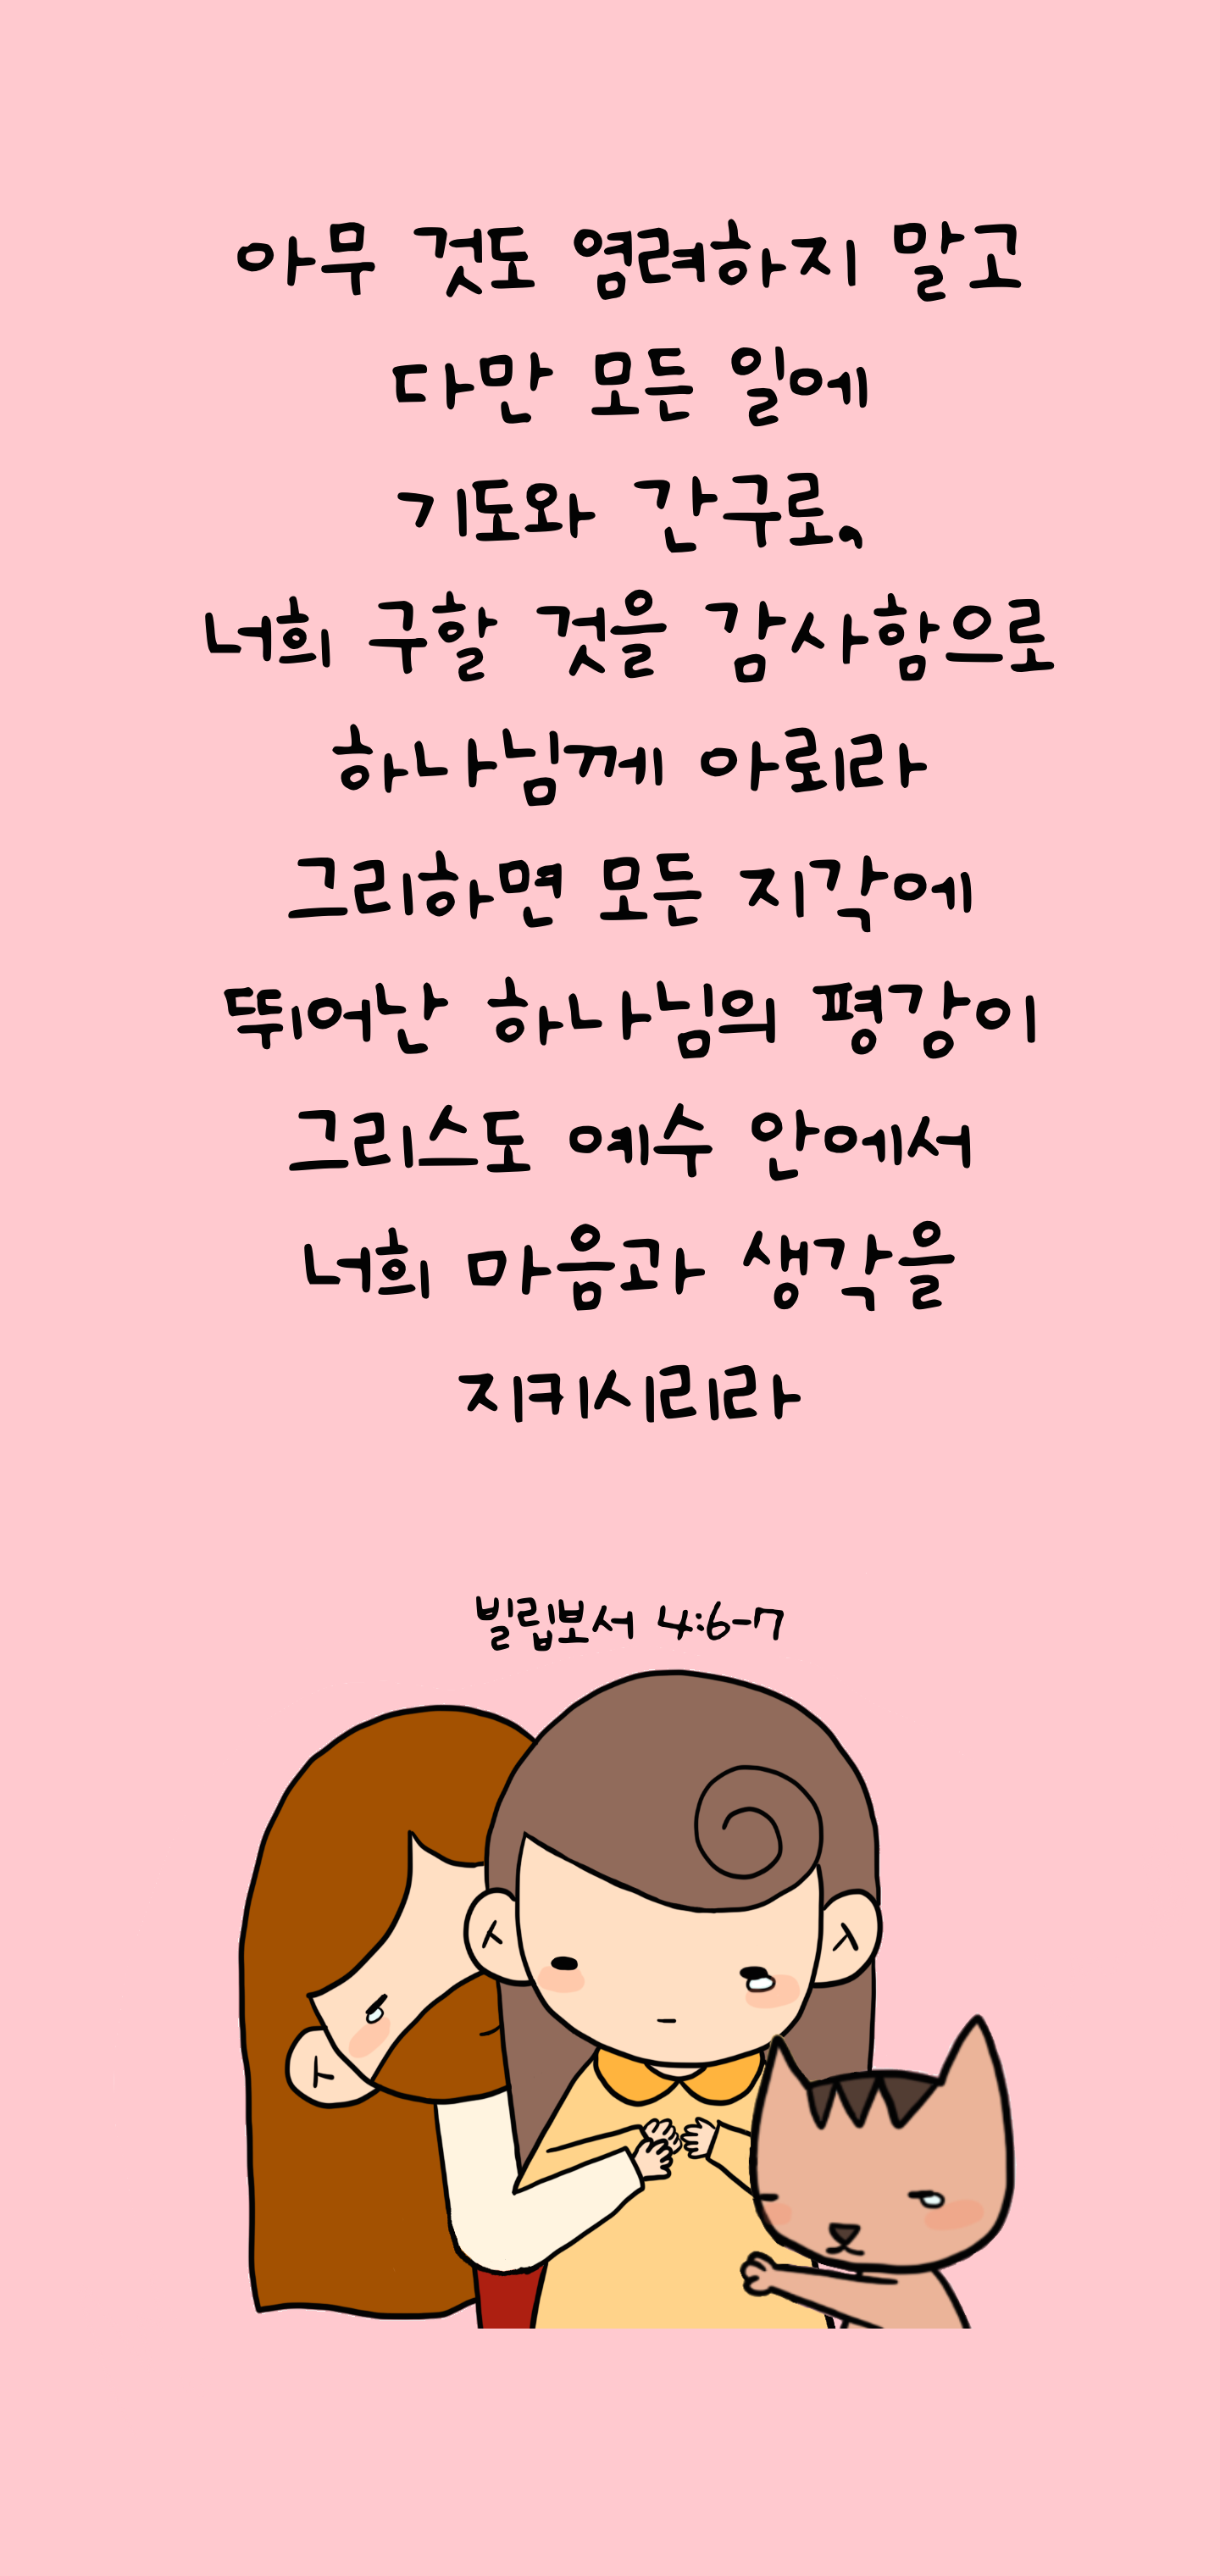 아무 것도 염려하지 말고
다만 모든 일에
기도와 간구로,
너희 구할 것을 감사함으로
하나님께 아뢰라
그리하면 모든 지각에
뛰어난 하나님의 평강이
그리스도 예수 안에서
너희 마음과 생각을
지키시리라
빌립보서 4:6-7